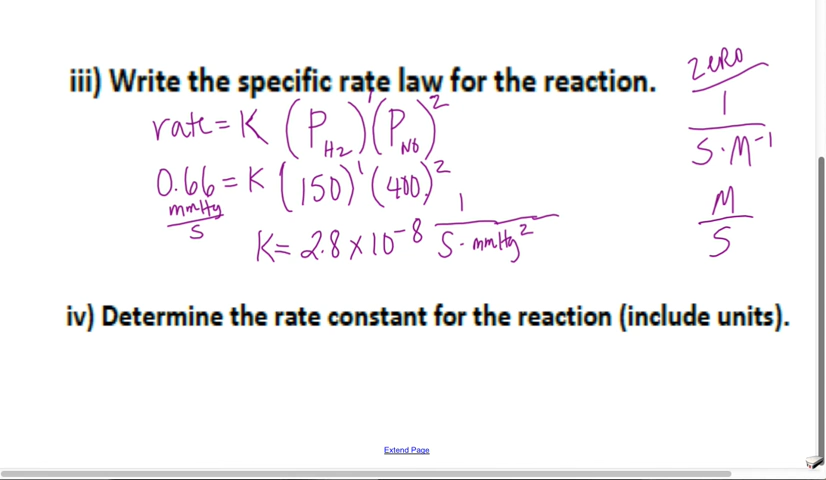 iii) Write the specific rate law for the reaction.
rate = K (P_H2)^1 (P_NO)^2
0.66 mmHg/s = K (150)^1 (400)^2
K = 2.8 × 10^-8 1/(s · mmHg^2)
zero
1/(s · M^-1)
M/s
iv) Determine the rate constant for the reaction (include units).
Extend Page